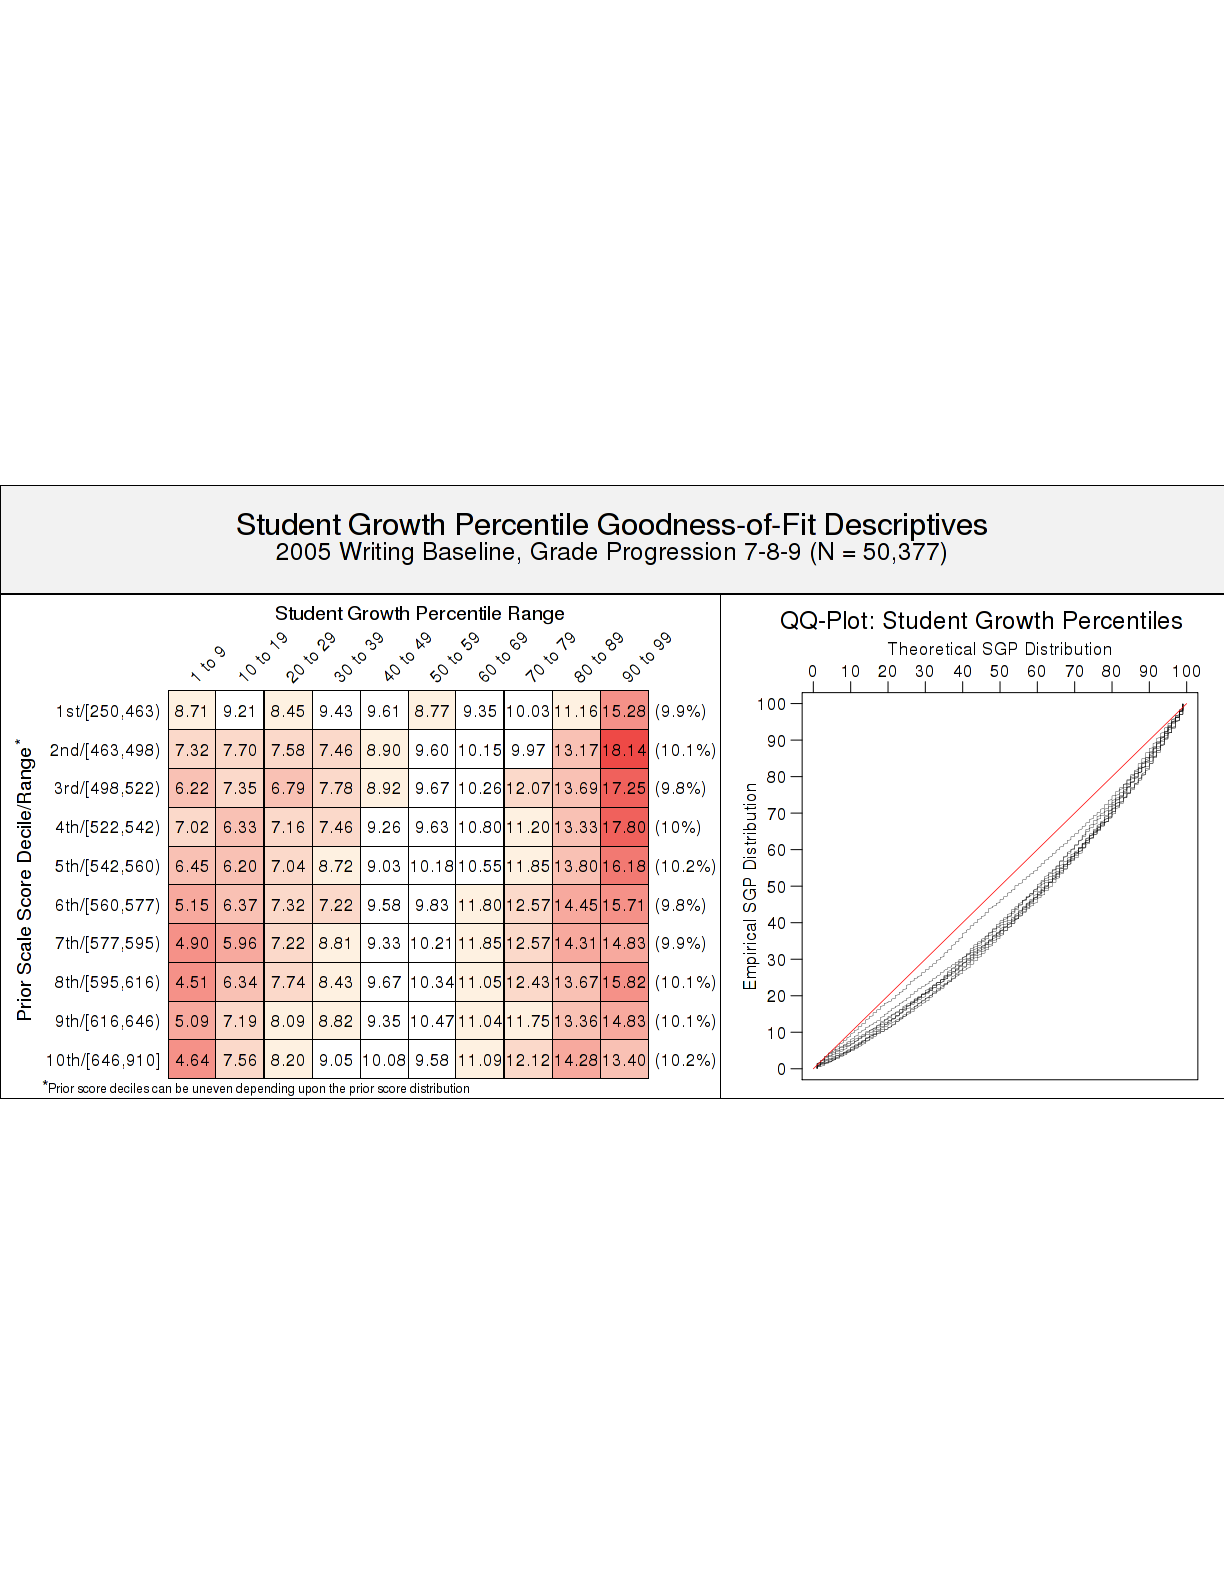 Student Growth Percentile Goodness-of-Fit Descriptives
2005 Writing Baseline, Grade Progression 7-8-9 (N = 50,377)
Student Growth Percentile Range
1 to 9 10 to 19 20 to 29 30 to 39 40 to 49 50 to 59 60 to 69 70 to 79 80 to 89 90 to 99
Prior Scale Score Decile/Range*
1st/[250,463) 8.71 9.21 8.45 9.43 9.61 8.77 9.35 10.03 11.16 15.28 (9.9%)
2nd/[463,498) 7.32 7.70 7.58 7.46 8.90 9.60 10.15 9.97 13.17 18.14 (10.1%)
3rd/[498,522) 6.22 7.35 6.79 7.78 8.92 9.67 10.26 12.07 13.69 17.25 (9.8%)
4th/[522,542) 7.02 6.33 7.16 7.46 9.26 9.63 10.80 11.20 13.33 17.80 (10%)
5th/[542,560) 6.45 6.20 7.04 8.72 9.03 10.18 10.55 11.85 13.80 16.18 (10.2%)
6th/[560,577) 5.15 6.37 7.32 7.22 9.58 9.83 11.80 12.57 14.45 15.71 (9.8%)
7th/[577,595) 4.90 5.96 7.22 8.81 9.33 10.21 11.85 12.57 14.31 14.83 (9.9%)
8th/[595,616) 4.51 6.34 7.74 8.43 9.67 10.34 11.05 12.43 13.67 15.82 (10.1%)
9th/[616,646) 5.09 7.19 8.09 8.82 9.35 10.47 11.04 11.75 13.36 14.83 (10.1%)
10th/[646,910] 4.64 7.56 8.20 9.05 10.08 9.58 11.09 12.12 14.28 13.40 (10.2%)
*Prior score deciles can be uneven depending upon the prior score distribution
QQ-Plot: Student Growth Percentiles
Theoretical SGP Distribution
0 10 20 30 40 50 60 70 80 90 100
Empirical SGP Distribution
100
90
80
70
60
50
40
30
20
10
0